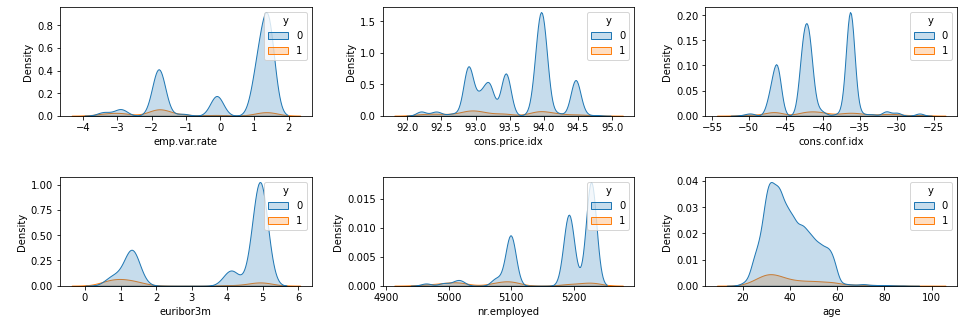 y
0
1
Density
0.8
0.6
0.4
0.2
0.0
−4 −3 −2 −1 0 1 2
emp.var.rate
y
0
1
Density
1.5
1.0
0.5
0.0
92.0 92.5 93.0 93.5 94.0 94.5 95.0
cons.price.idx
y
0
1
Density
0.20
0.15
0.10
0.05
0.00
−55 −50 −45 −40 −35 −30 −25
cons.conf.idx
y
0
1
Density
1.00
0.75
0.50
0.25
0.00
0 1 2 3 4 5 6
euribor3m
y
0
1
Density
0.015
0.010
0.005
0.000
4900 5000 5100 5200
nr.employed
y
0
1
Density
0.04
0.03
0.02
0.01
0.00
20 40 60 80 100
age